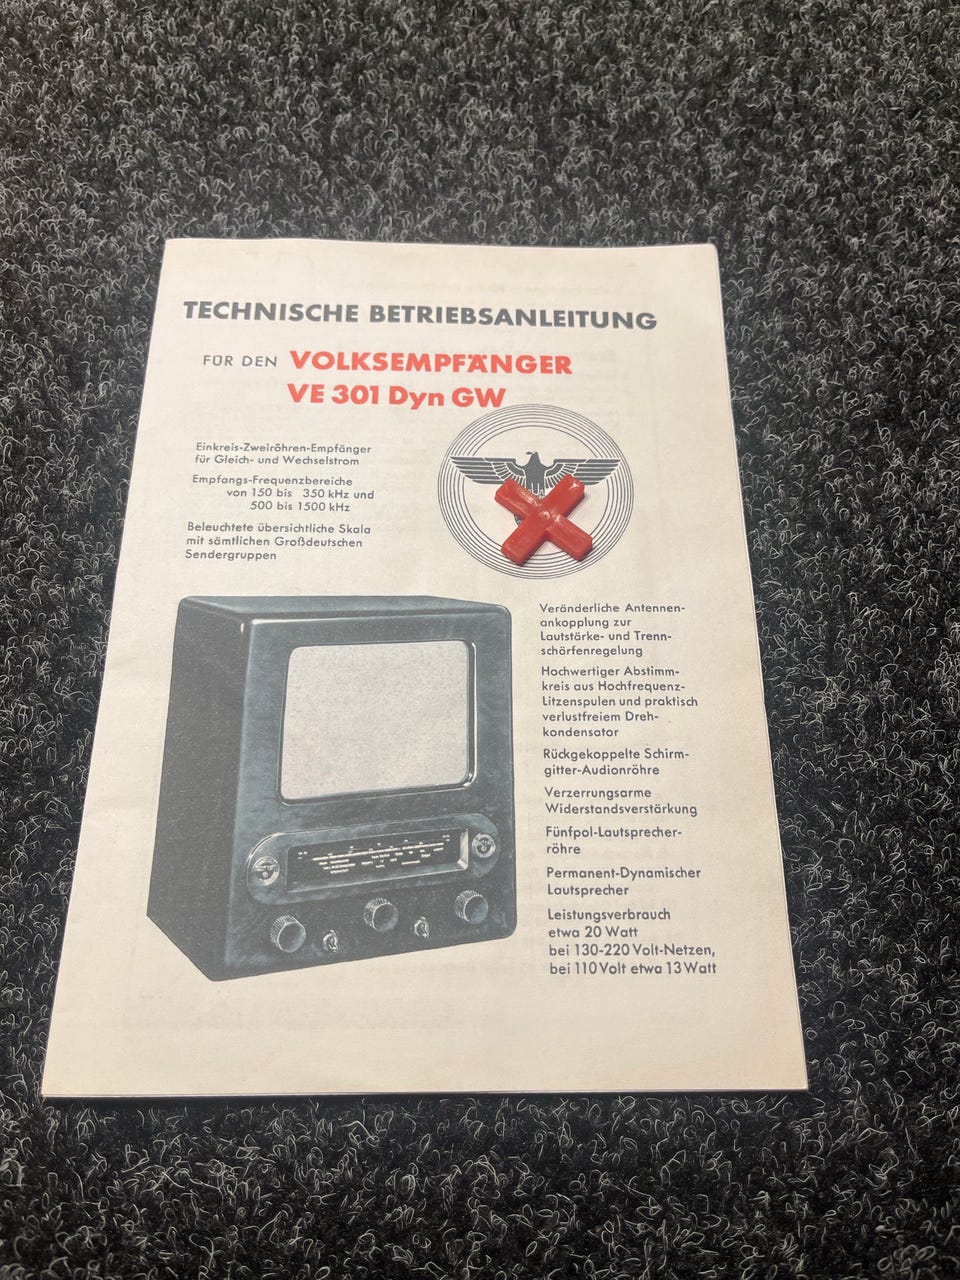 TECHNISCHE BETRIEBSANLEITUNG
FÜR DEN VOLKSEMPFÄNGER
VE 301 Dyn GW
Einkreis-Zweiröhren-Empfänger
für Gleich- und Wechselstrom
Empfangs-Frequenzbereiche
von 150 bis 350 kHz und
500 bis 1500 kHz
Beleuchtete übersichtliche Skala
mit sämtlichen Großdeutschen
Sendergruppen
Veränderliche Antennen-
ankopplung zur
Lautstärke- und Trenn-
schärfenregelung
Hochwertiger Abstimm-
kreis aus Hochfrequenz-
Litzenspulen und praktisch
verlustfreiem Dreh-
kondensator
Rückgekoppelte Schirm-
gitter-Audionröhre
Verzerrungsarme
Widerstandsverstärkung
Fünfpol-Lautsprecher-
röhre
Permanent-Dynamischer
Lautsprecher
Leistungsverbrauch
etwa 20 Watt
bei 130-220 Volt-Netzen,
bei 110 Volt etwa 13 Watt